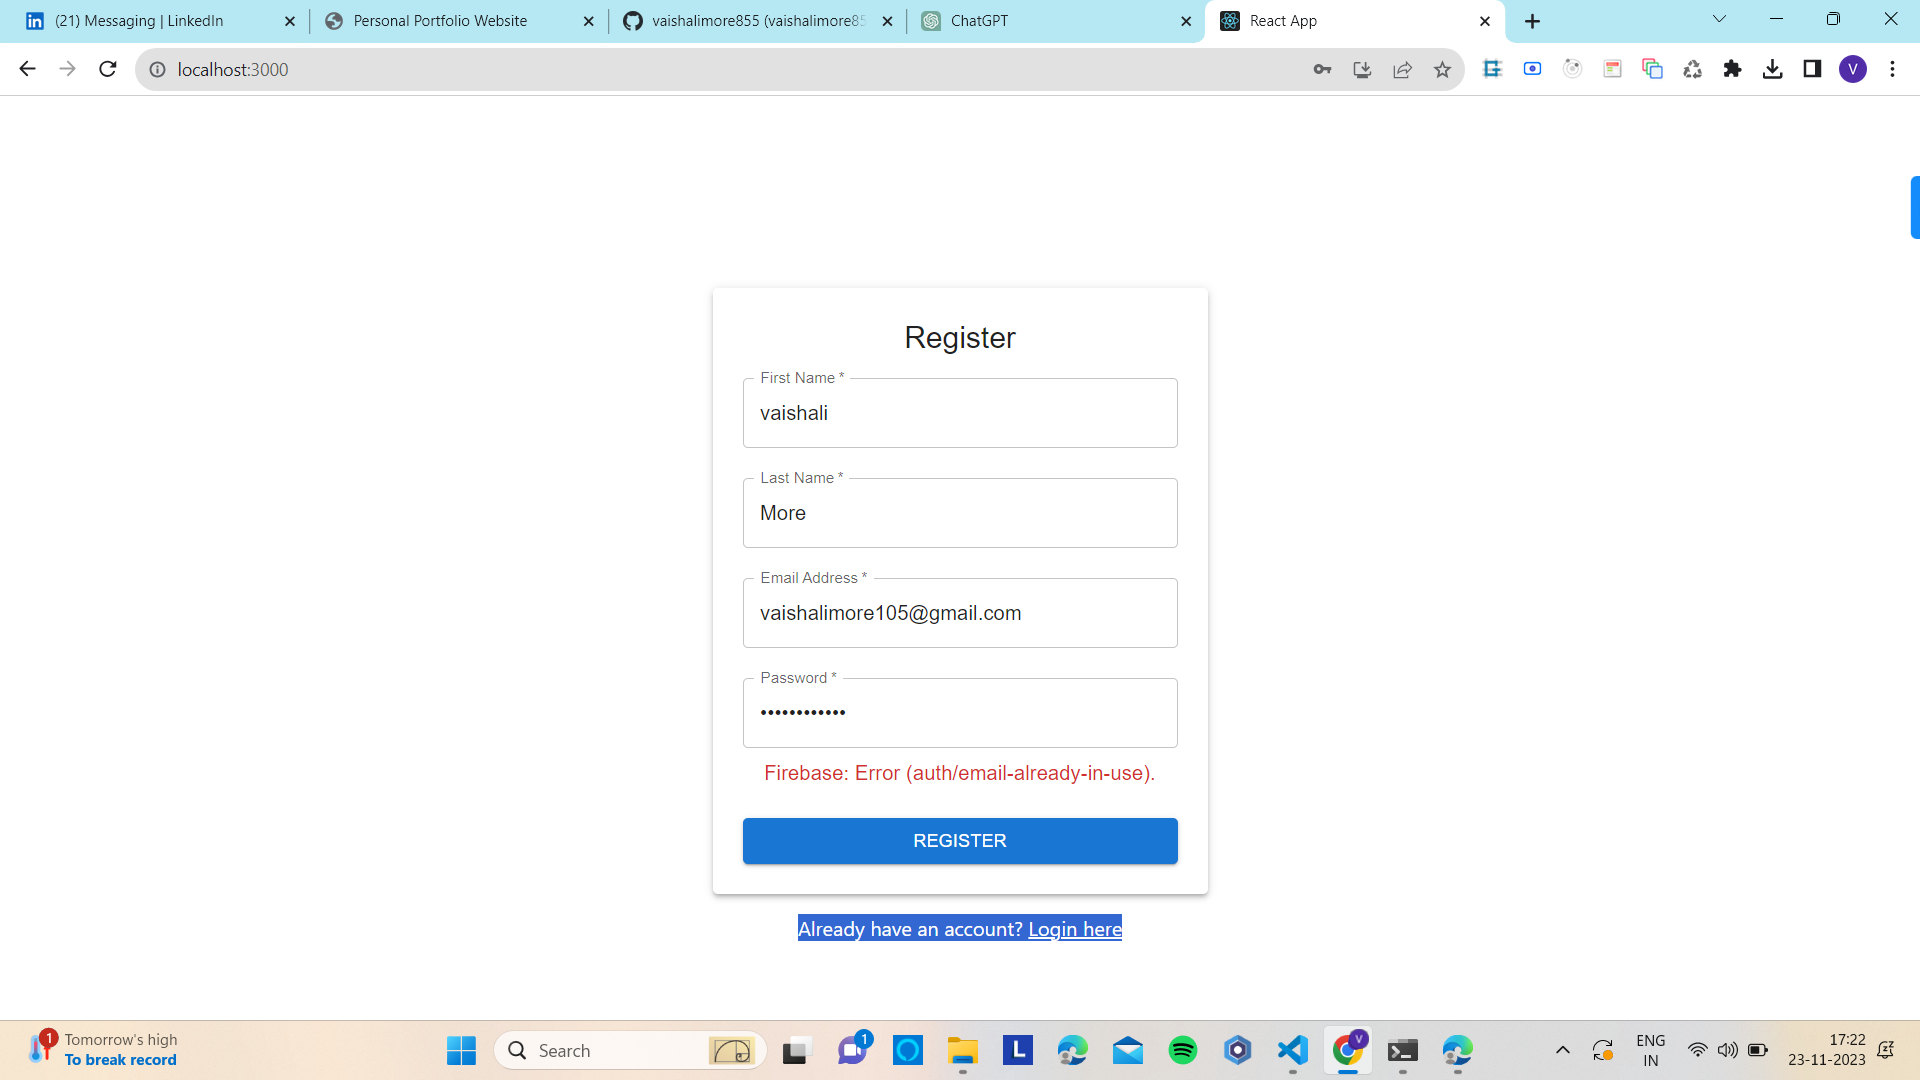 (21) Messaging | LinkedIn
Personal Portfolio Website
vaishalimore855 (vaishalimore85
ChatGPT
React App
localhost:3000
V
Register
First Name *
vaishali
Last Name *
More
Email Address *
vaishalimore105@gmail.com
Password *
••••••••••••
Firebase: Error (auth/email-already-in-use).
REGISTER
Already have an account? Login here
1
Tomorrow's high
To break record
Search
1
L
V
ENG
IN
17:22
23-11-2023